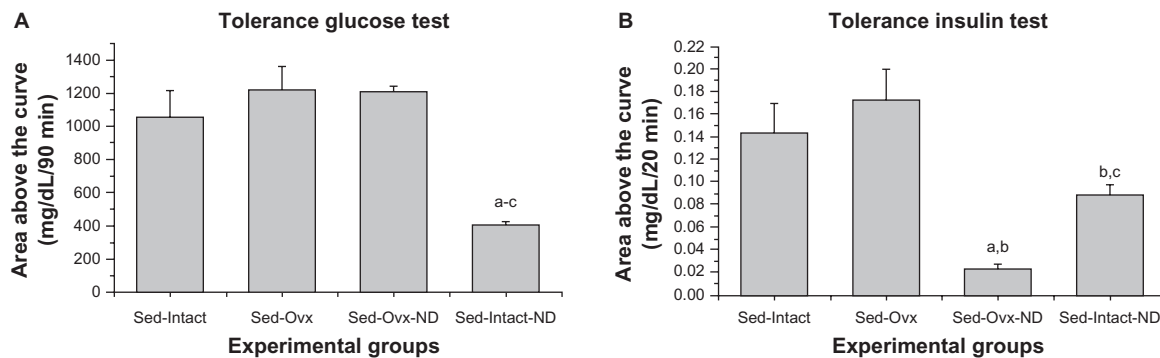 A
Tolerance glucose test
Area above the curve
(mg/dL/90 min)
1400
1200
1000
800
600
400
200
0
a-c
Sed-Intact
Sed-Ovx
Sed-Ovx-ND
Sed-Intact-ND
Experimental groups
B
Tolerance insulin test
Area above the curve
(mg/dL/20 min)
0.22
0.20
0.18
0.16
0.14
0.12
0.10
0.08
0.06
0.04
0.02
0.00
a,b
b,c
Sed-Intact
Sed-Ovx
Sed-Ovx-ND
Sed-Intact-ND
Experimental groups